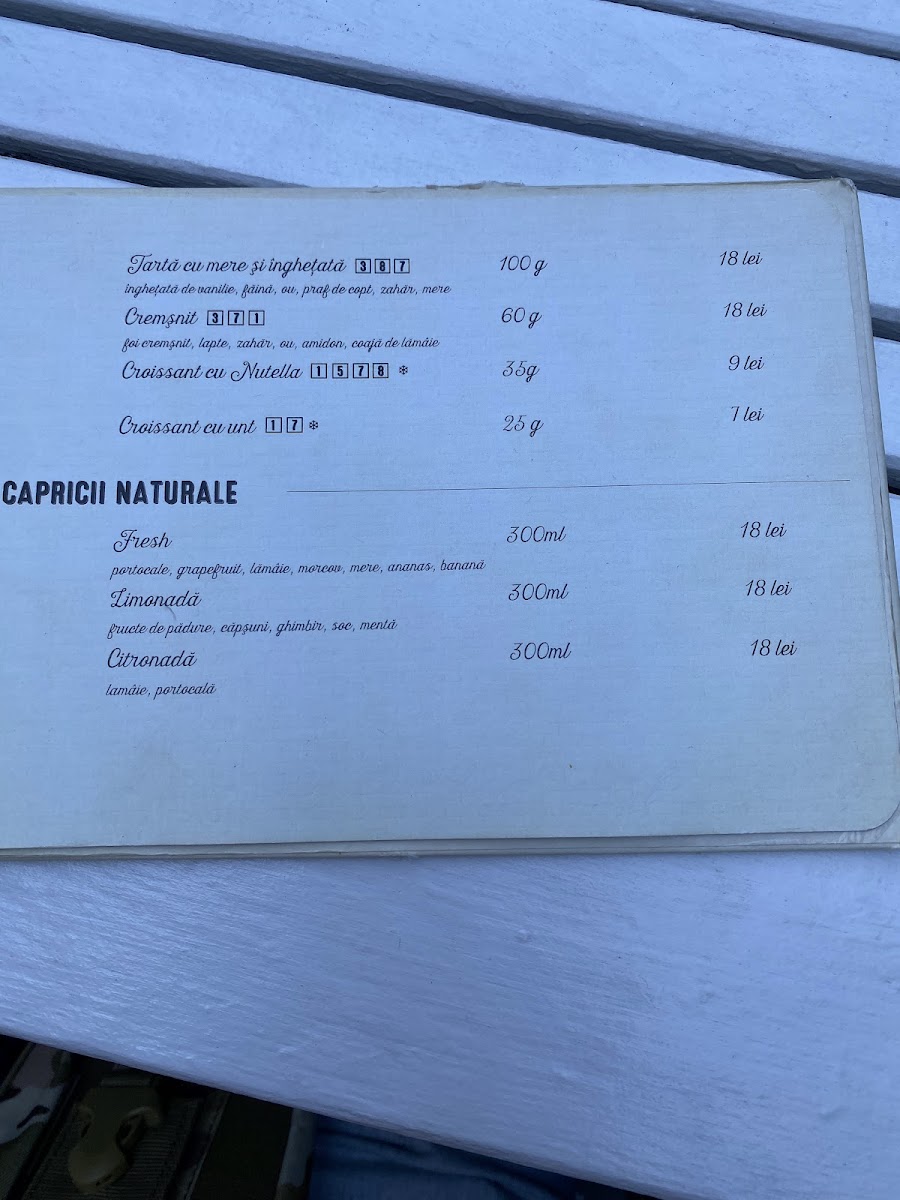 Tartă cu mere și înghețată 3 8 7 100 g 18 lei
înghețată de vanilie, făină, ou, praf de copt, zahăr, mere
Cremșnit 3 7 1 60 g 18 lei
foi cremșnit, lapte, zahăr, ou, amidon, coajă de lămâie
Croissant cu Nutella 1 5 7 8 ❄ 35g 9 lei
Croissant cu unt 1 7 ❄ 25 g 7 lei
CAPRICII NATURALE
Fresh 300ml 18 lei
portocale, grapefruit, lămâie, morcov, mere, ananas, banană
Limonadă 300ml 18 lei
fructe de pădure, căpșuni, ghimbir, soc, mentă
Citronadă 300ml 18 lei
lamâie, portocală